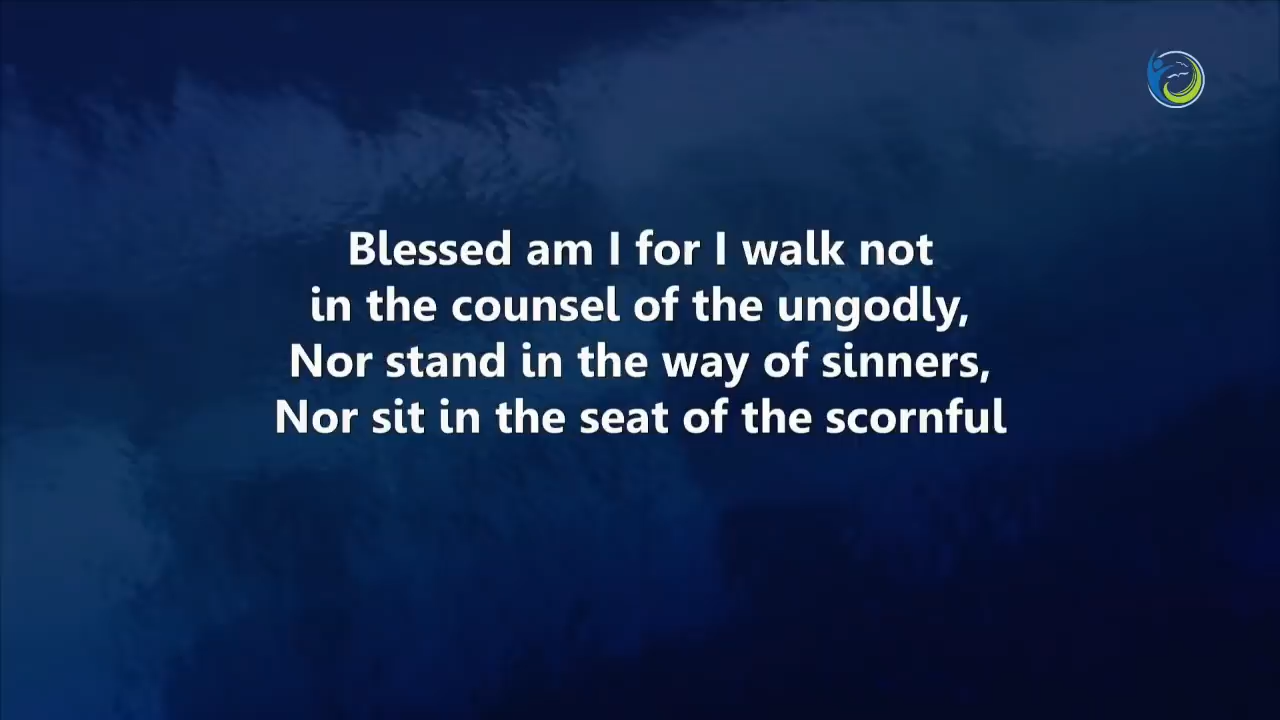 Blessed am I for I walk not
in the counsel of the ungodly,
Nor stand in the way of sinners,
Nor sit in the seat of the scornful